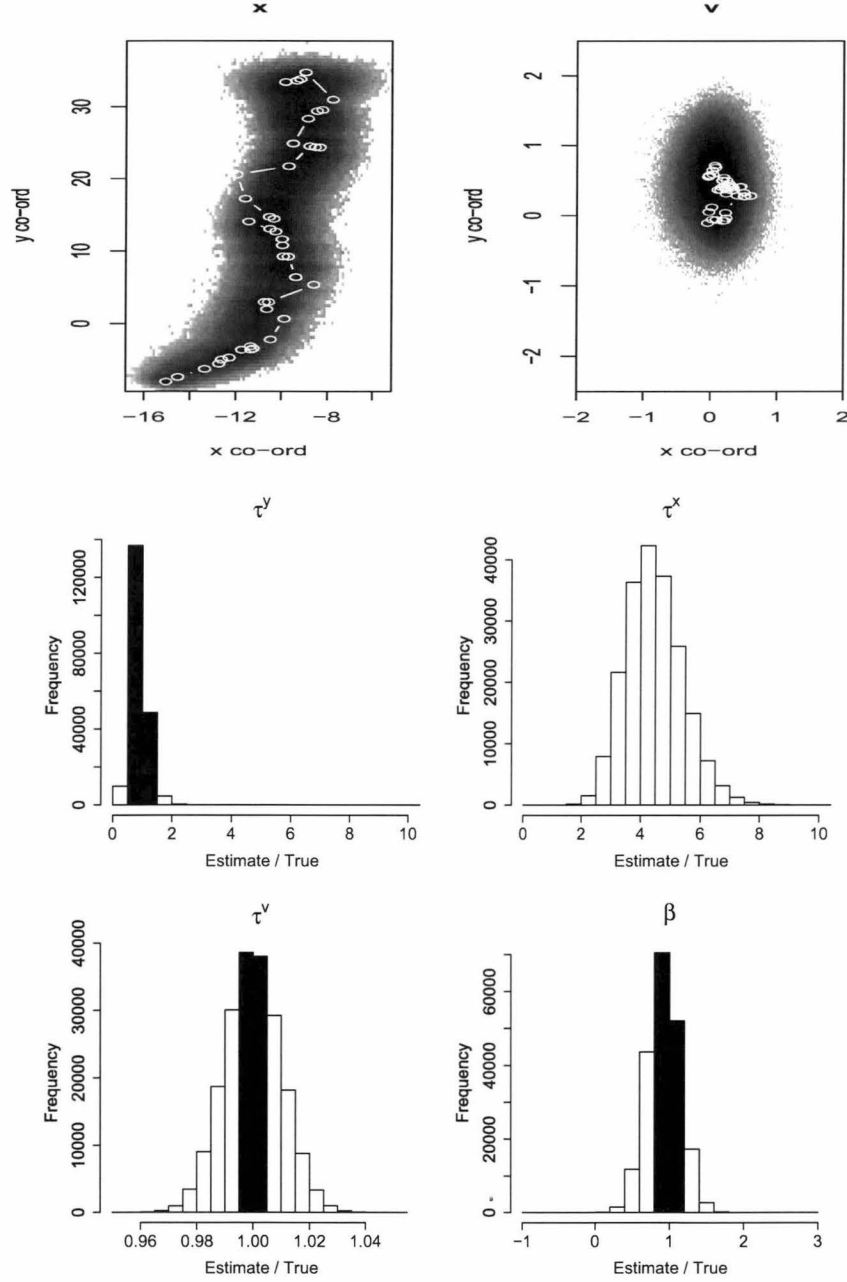 x
v
y co-ord
0 10 20 30
−16 −12 −8
x co-ord
y co-ord
−2 −1 0 1 2
−2 −1 0 1 2
x co-ord
τ^y
τ^x
Frequency
0 40000 80000 120000
0 2 4 6 8 10
Estimate / True
Frequency
0 10000 20000 30000 40000
0 2 4 6 8 10
Estimate / True
τ^v
β
Frequency
0 10000 20000 30000 40000
0.96 0.98 1.00 1.02 1.04
Estimate / True
Frequency
0 20000 40000 60000
−1 0 1 2 3
Estimate / True